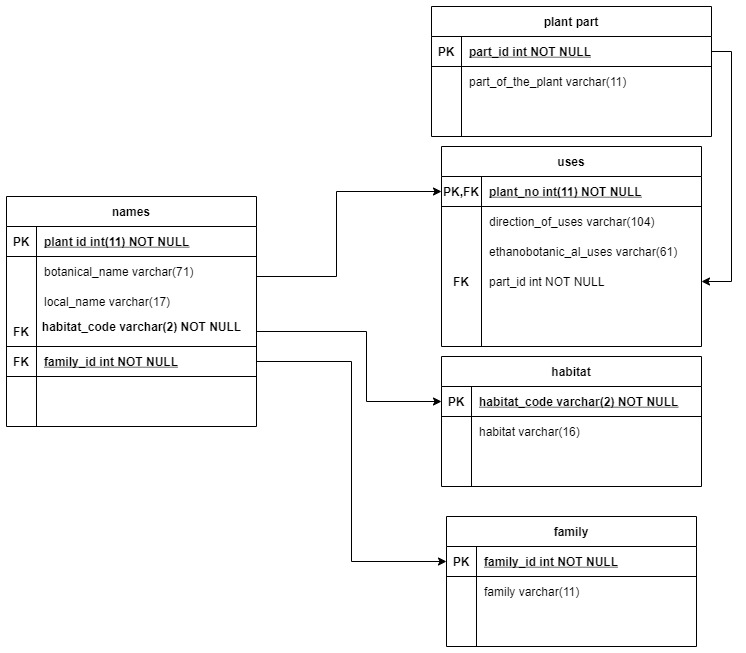 plant part
PK part_id int NOT NULL
part_of_the_plant varchar(11)
uses
PK,FK plant_no int(11) NOT NULL
direction_of_uses varchar(104)
ethanobotanic_al_uses varchar(61)
FK part_id int NOT NULL
names
PK plant id int(11) NOT NULL
botanical_name varchar(71)
local_name varchar(17)
FK habitat_code varchar(2) NOT NULL
FK family_id int NOT NULL
habitat
PK habitat_code varchar(2) NOT NULL
habitat varchar(16)
family
PK family_id int NOT NULL
family varchar(11)